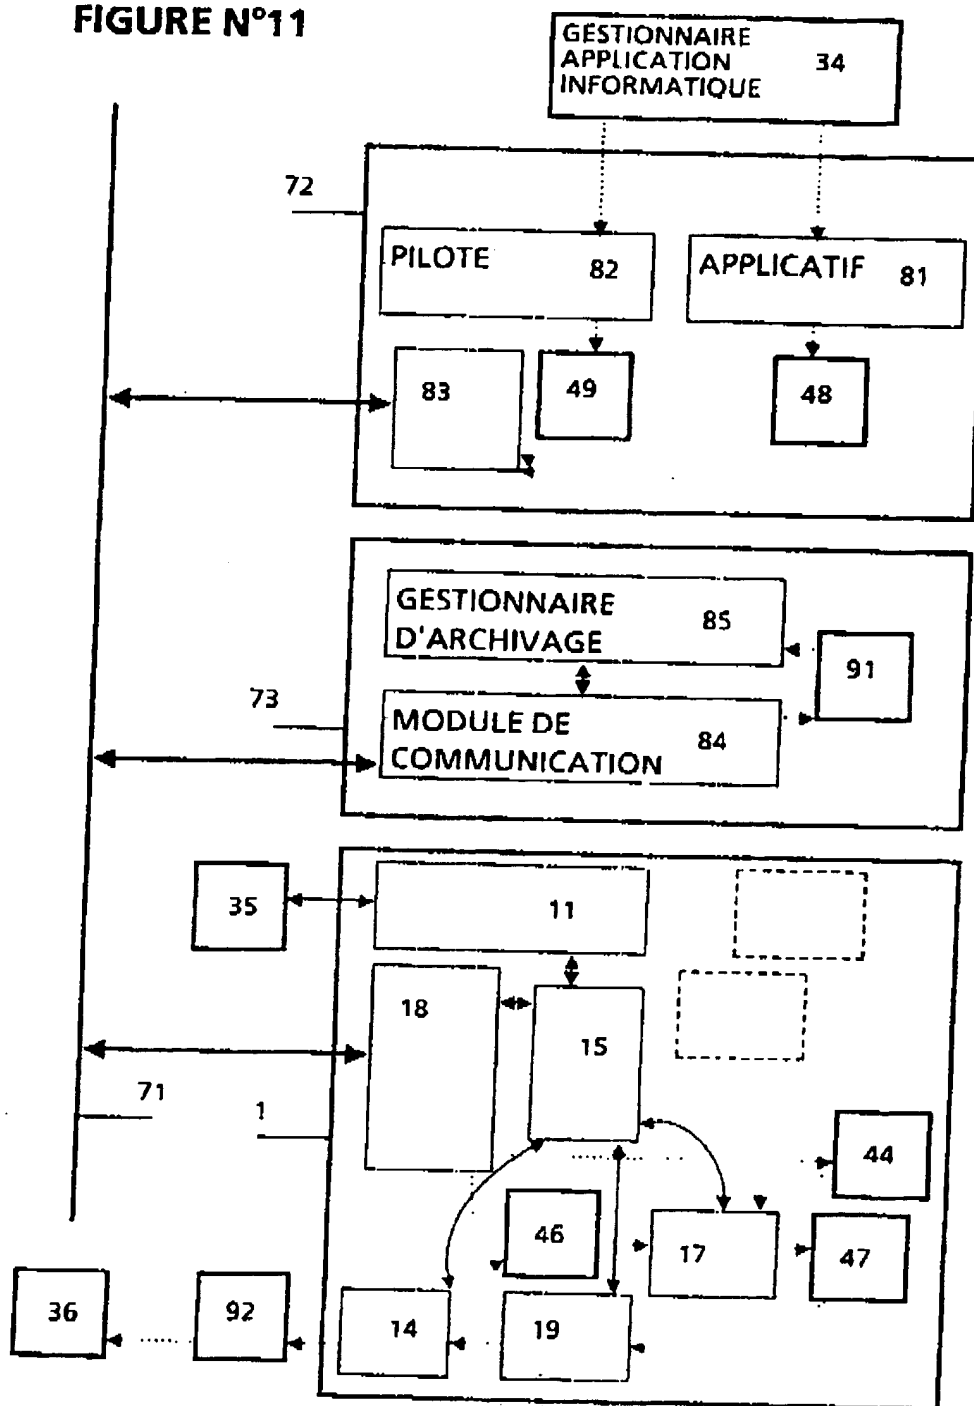 FIGURE N°11
GESTIONNAIRE
APPLICATION 34
INFORMATIQUE
72
PILOTE 82
APPLICATIF 81
83
49
48
GESTIONNAIRE
D'ARCHIVAGE 85
91
73
MODULE DE
COMMUNICATION 84
35
11
18
15
71
1
44
46
17
47
36
92
14
19